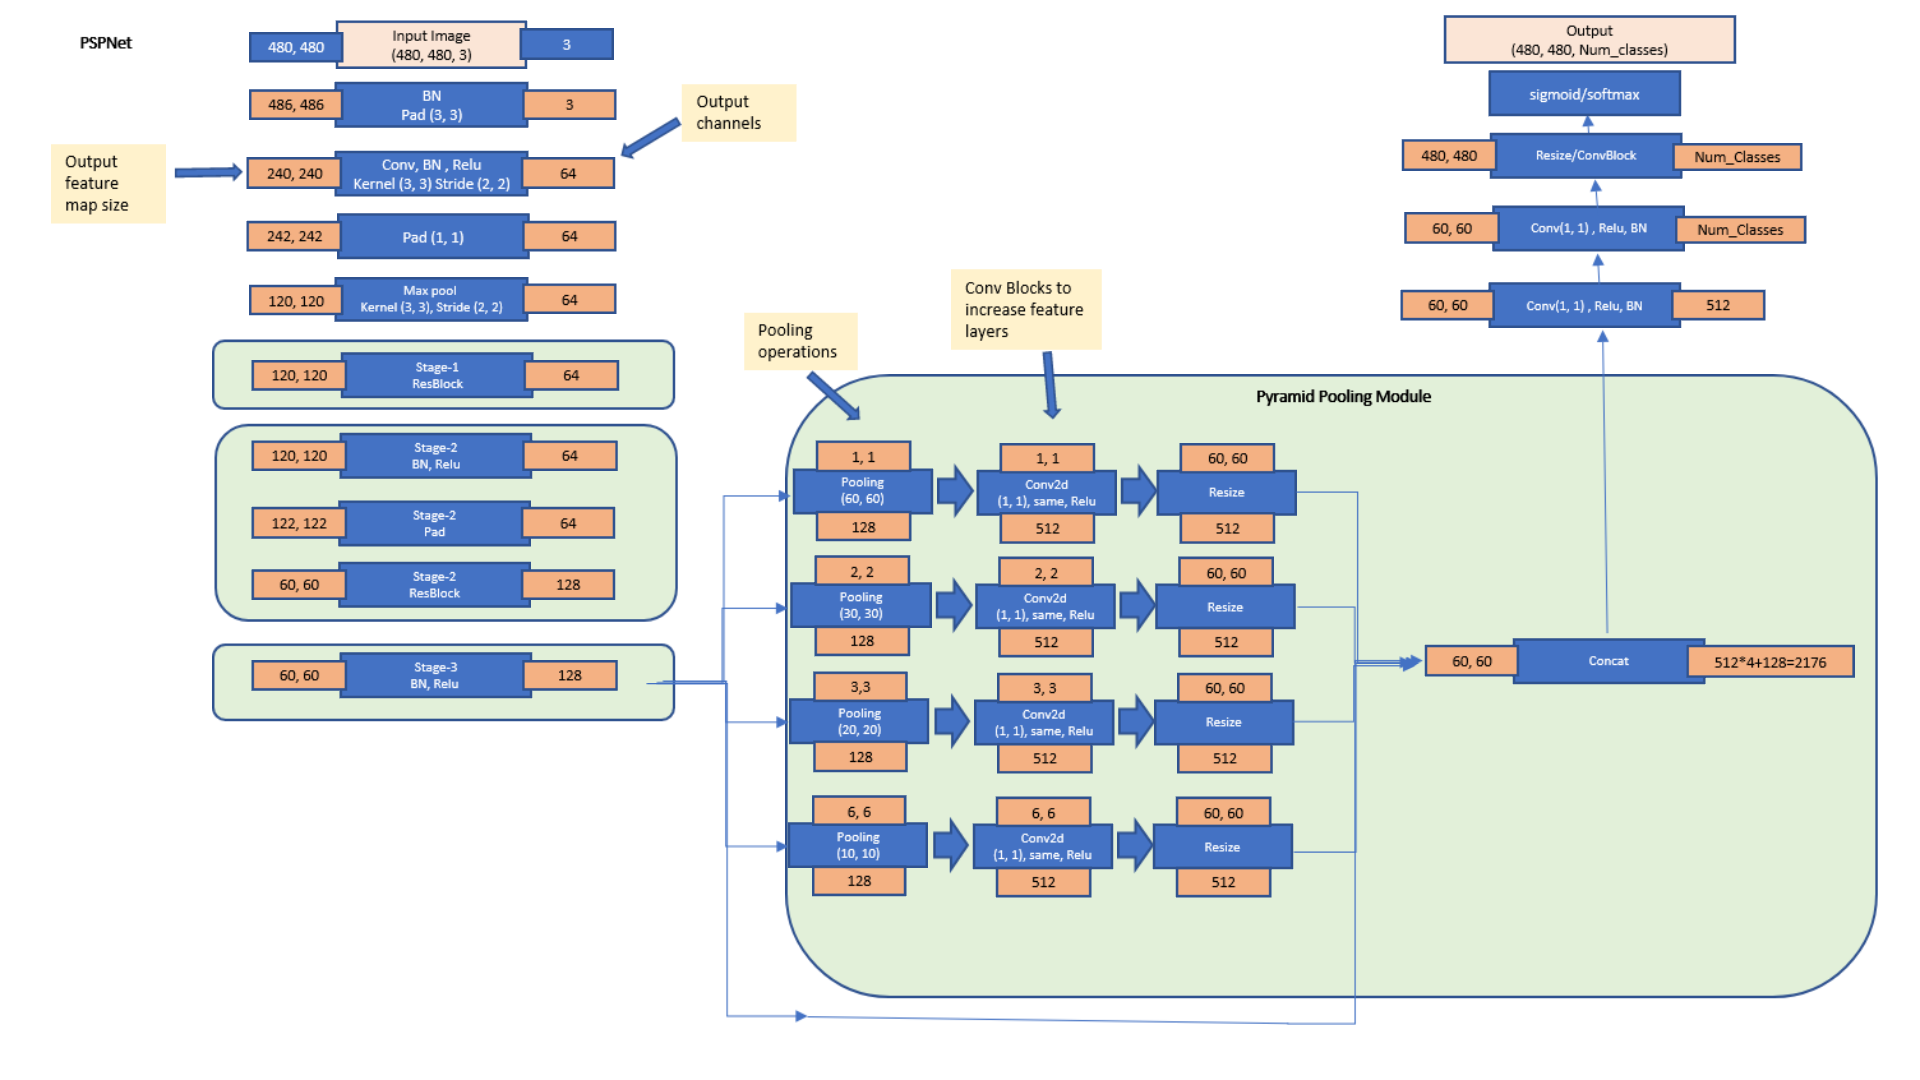 PSPNet
480, 480
Input Image
(480, 480, 3)
3
486, 486
BN
Pad (3, 3)
3
Output
channels
Output
feature
map size
240, 240
Conv, BN , Relu
Kernel (3, 3) Stride (2, 2)
64
242, 242
Pad (1, 1)
64
120, 120
Max pool
Kernel (3, 3), Stride (2, 2)
64
120, 120
Stage-1
ResBlock
64
120, 120
Stage-2
BN, Relu
64
122, 122
Stage-2
Pad
64
60, 60
Stage-2
ResBlock
128
60, 60
Stage-3
BN, Relu
128
Pooling
operations
Conv Blocks to
increase feature
layers
Pyramid Pooling Module
1, 1
Pooling
(60, 60)
128
1, 1
Conv2d
(1, 1), same, Relu
512
60, 60
Resize
512
2, 2
Pooling
(30, 30)
128
2, 2
Conv2d
(1, 1), same, Relu
512
60, 60
Resize
512
3,3
Pooling
(20, 20)
128
3, 3
Conv2d
(1, 1), same, Relu
512
60, 60
Resize
512
6, 6
Pooling
(10, 10)
128
6, 6
Conv2d
(1, 1), same, Relu
512
60, 60
Resize
512
60, 60
Concat
512*4+128=2176
60, 60
Conv(1, 1) , Relu, BN
512
60, 60
Conv(1, 1) , Relu, BN
Num_Classes
480, 480
Resize/ConvBlock
Num_Classes
sigmoid/softmax
Output
(480, 480, Num_classes)